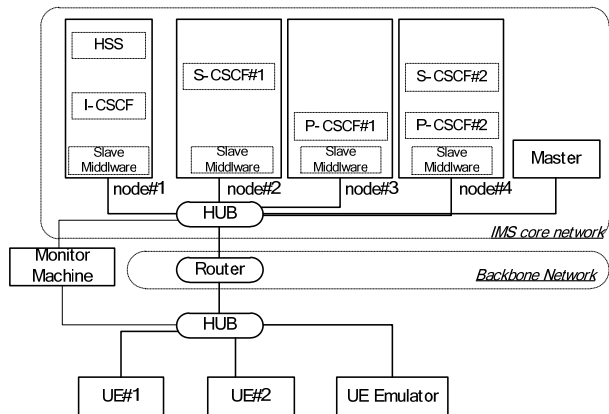 HSS
I-CSCF
Slave
Middlware
node#1
S-CSCF#1
Slave
Middlware
node#2
P-CSCF#1
Slave
Middlware
node#3
S-CSCF#2
P-CSCF#2
Slave
Middlware
node#4
Master
HUB
IMS core network
Monitor
Machine
Router
Backbone Network
HUB
UE#1
UE#2
UE Emulator